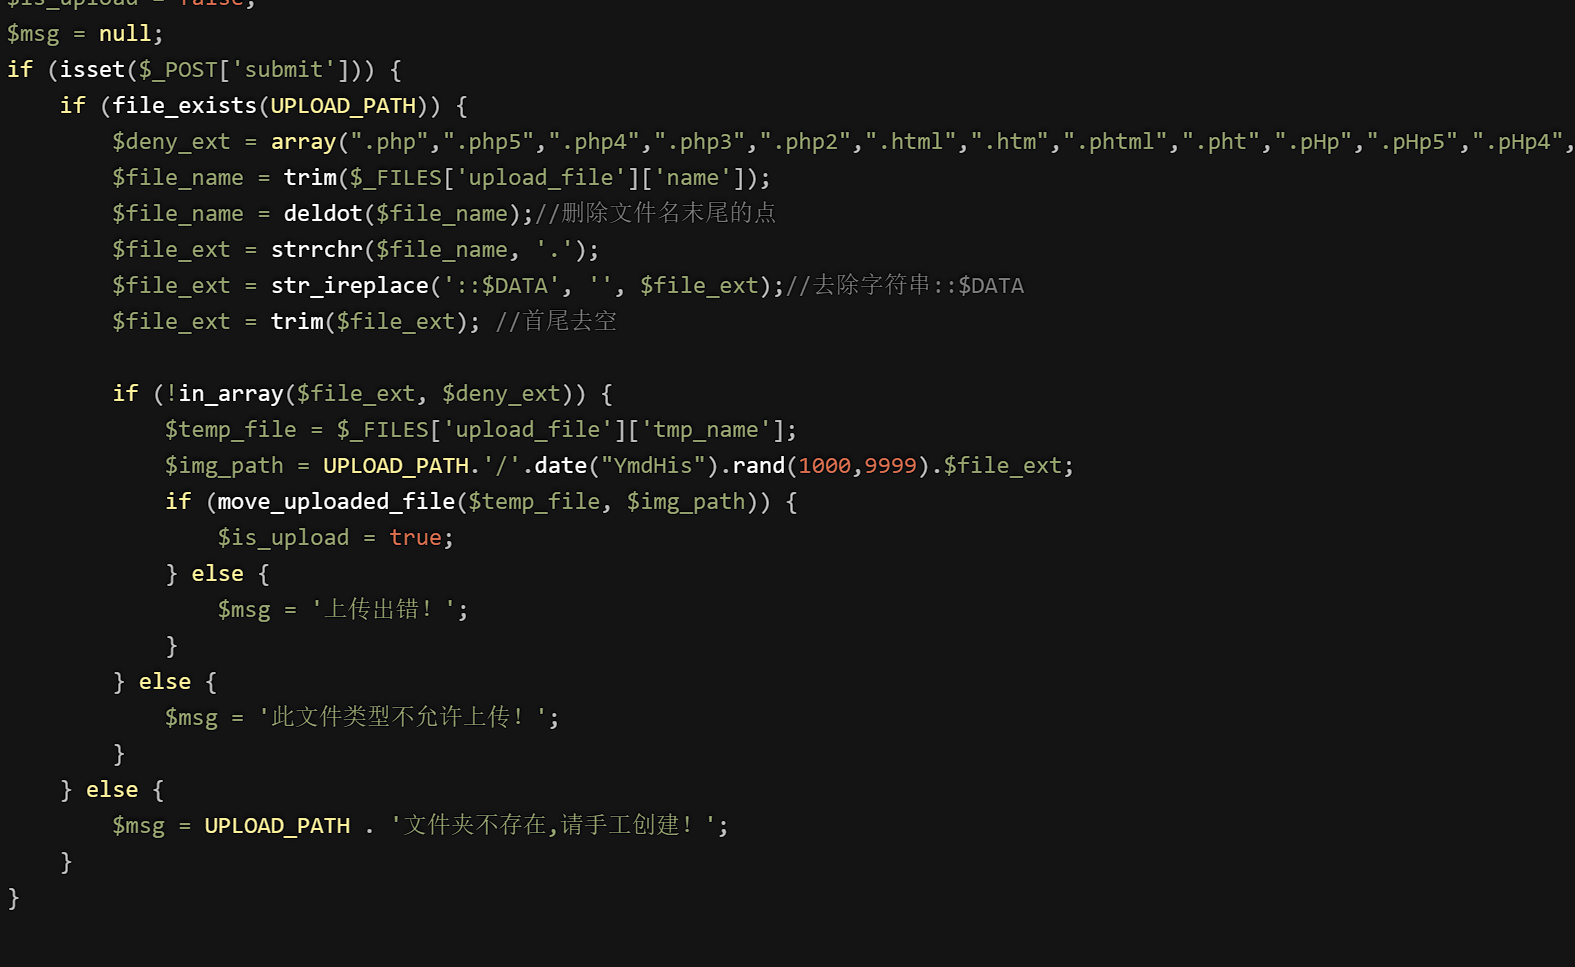 $is_upload = false;
$msg = null;
if (isset($_POST['submit'])) {
    if (file_exists(UPLOAD_PATH)) {
        $deny_ext = array(".php",".php5",".php4",".php3",".php2",".html",".htm",".phtml",".pht",".pHp",".pHp5",".pHp4",
        $file_name = trim($_FILES['upload_file']['name']);
        $file_name = deldot($file_name);//删除文件名末尾的点
        $file_ext = strrchr($file_name, '.');
        $file_ext = str_ireplace('::$DATA', '', $file_ext);//去除字符串::$DATA
        $file_ext = trim($file_ext); //首尾去空

        if (!in_array($file_ext, $deny_ext)) {
            $temp_file = $_FILES['upload_file']['tmp_name'];
            $img_path = UPLOAD_PATH.'/'.date("YmdHis").rand(1000,9999).$file_ext;
            if (move_uploaded_file($temp_file, $img_path)) {
                $is_upload = true;
            } else {
                $msg = '上传出错！';
            }
        } else {
            $msg = '此文件类型不允许上传！';
        }
    } else {
        $msg = UPLOAD_PATH . '文件夹不存在,请手工创建！';
    }
}